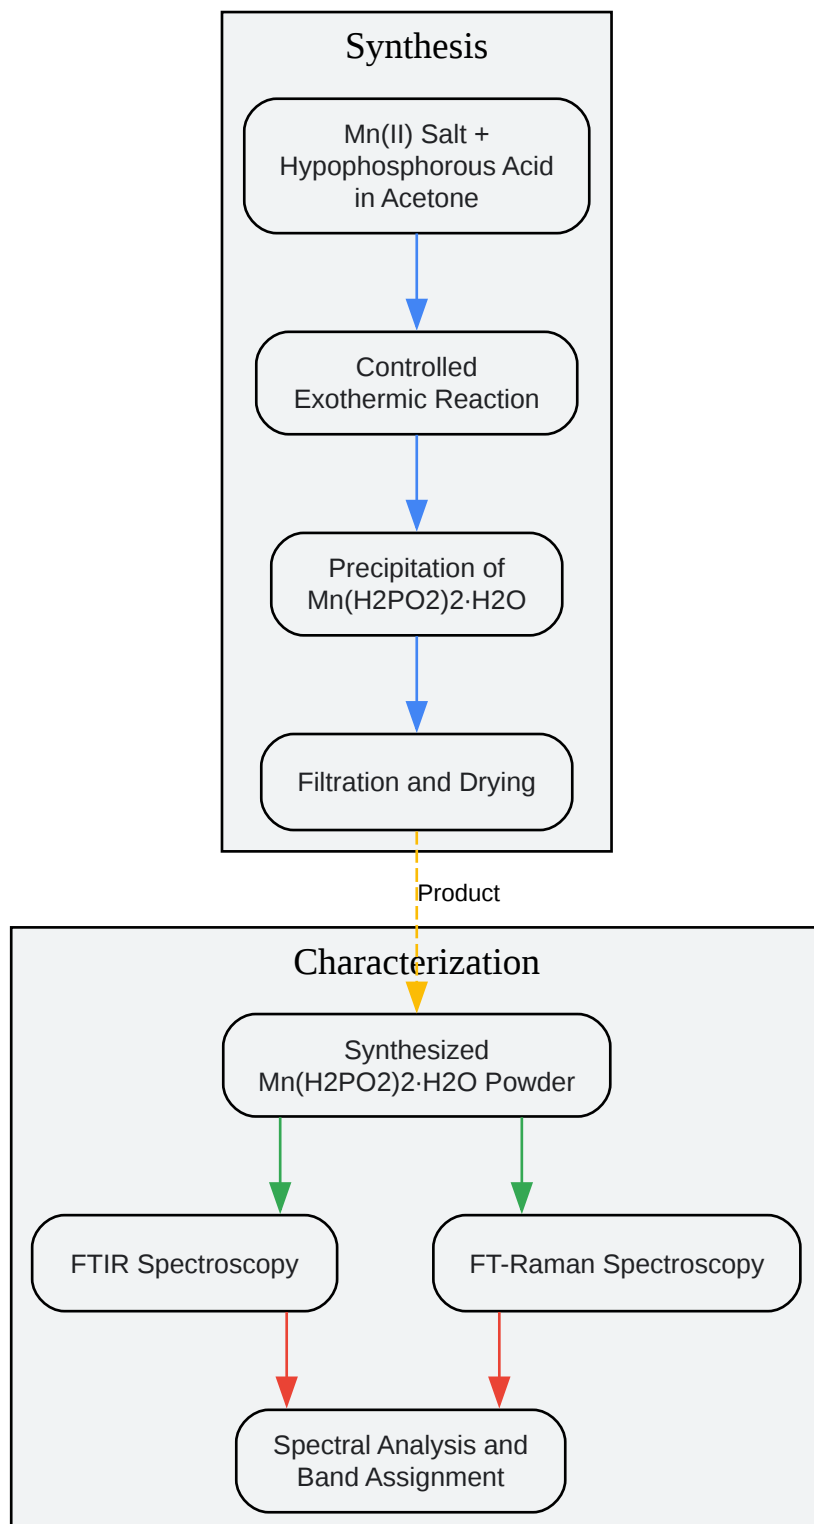 Synthesis
Mn(II) Salt +
Hypophosphorous Acid
in Acetone
Controlled
Exothermic Reaction
Precipitation of
Mn(H2PO2)2·H2O
Filtration and Drying
Product
Characterization
Synthesized
Mn(H2PO2)2·H2O Powder
FTIR Spectroscopy
FT-Raman Spectroscopy
Spectral Analysis and
Band Assignment